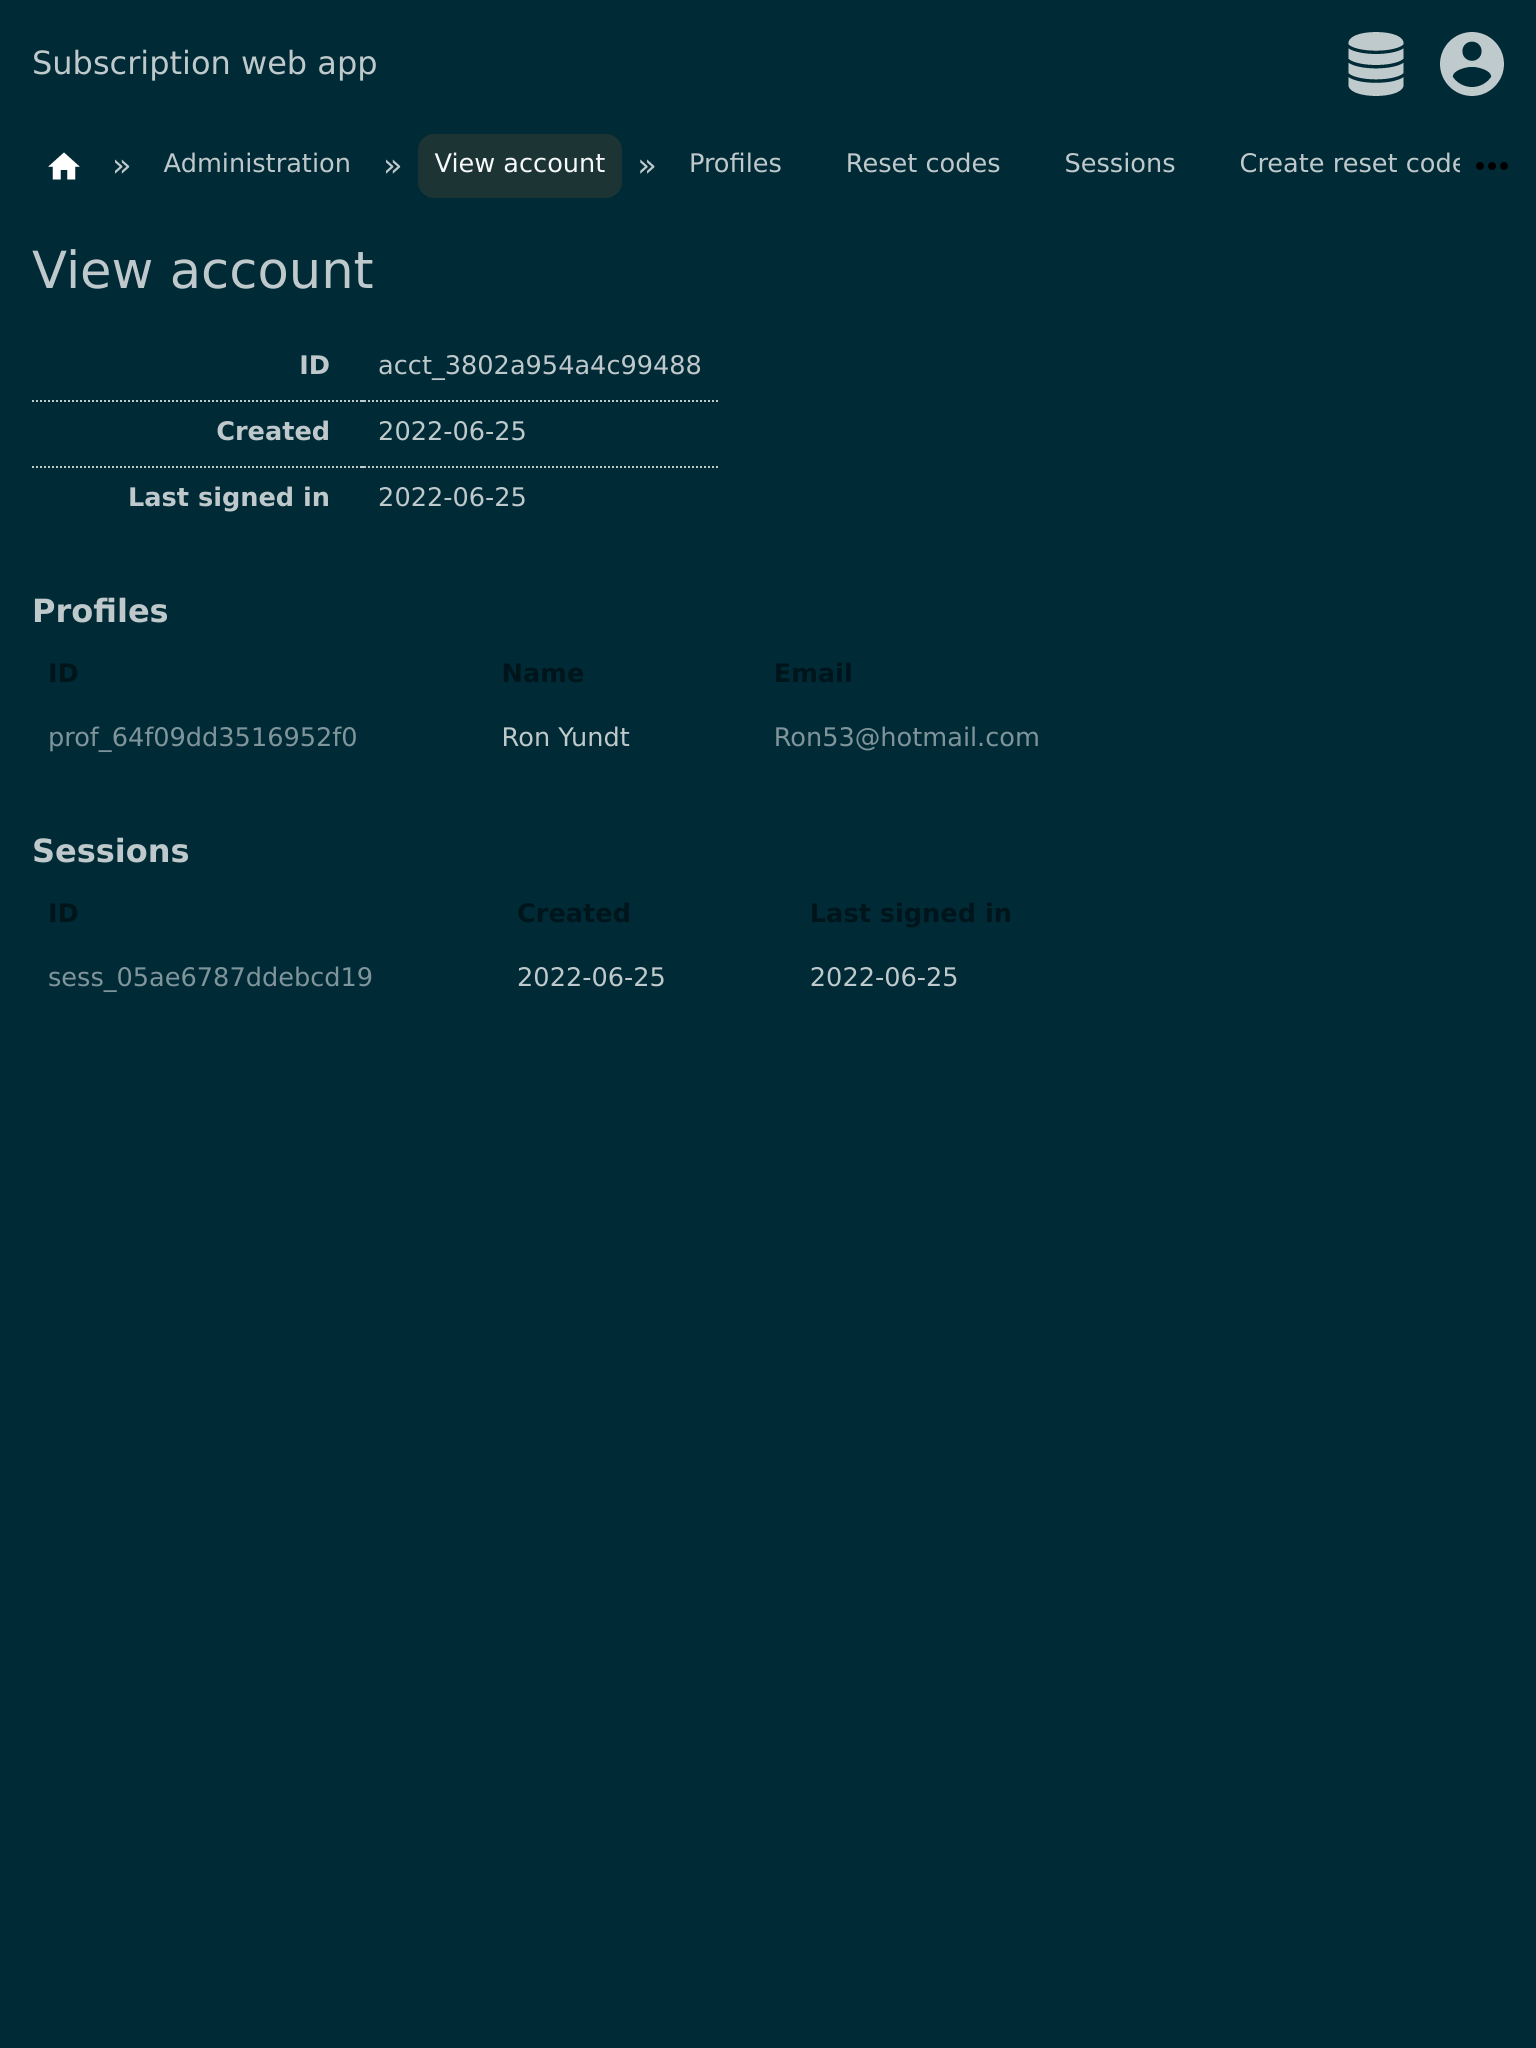 Subscription web app
» Administration » View account » Profiles Reset codes Sessions Create reset code
View account
ID acct_3802a954a4c99488
Created 2022-06-25
Last signed in 2022-06-25
Profiles
ID Name Email
prof_64f09dd3516952f0 Ron Yundt Ron53@hotmail.com
Sessions
ID Created Last signed in
sess_05ae6787ddebcd19 2022-06-25 2022-06-25